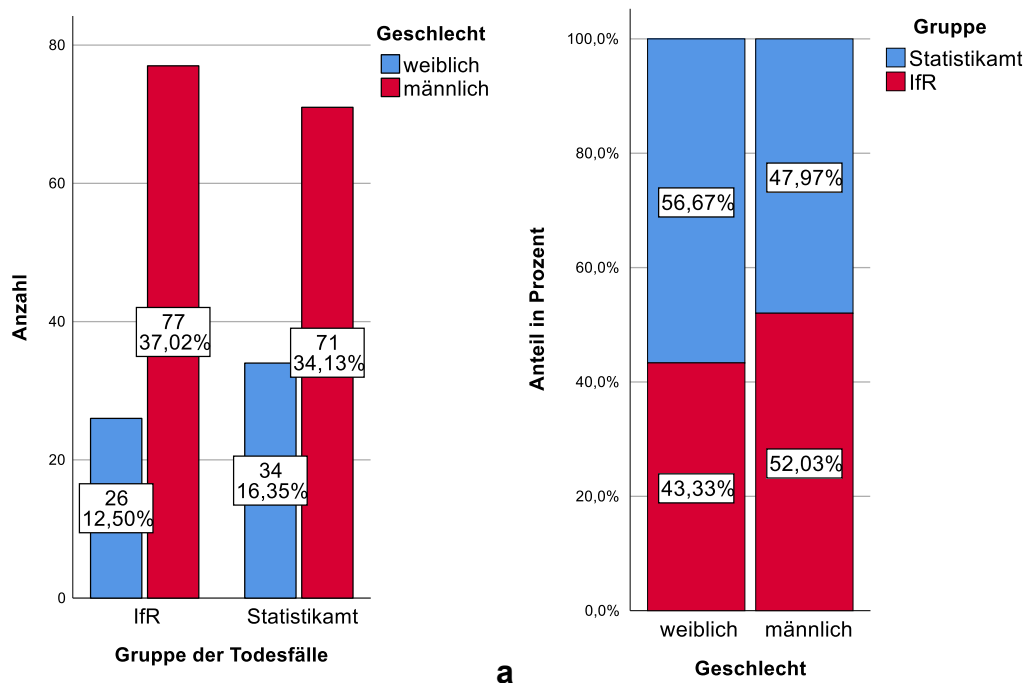 Geschlecht
weiblich
männlich
80
60
40
20
0
Anzahl
77
37,02%
71
34,13%
34
16,35%
26
12,50%
IfR
Statistikamt
Gruppe der Todesfälle
a
Gruppe
Statistikamt
IfR
100,0%
80,0%
60,0%
40,0%
20,0%
0,0%
Anteil in Prozent
56,67%
47,97%
43,33%
52,03%
weiblich
männlich
Geschlecht